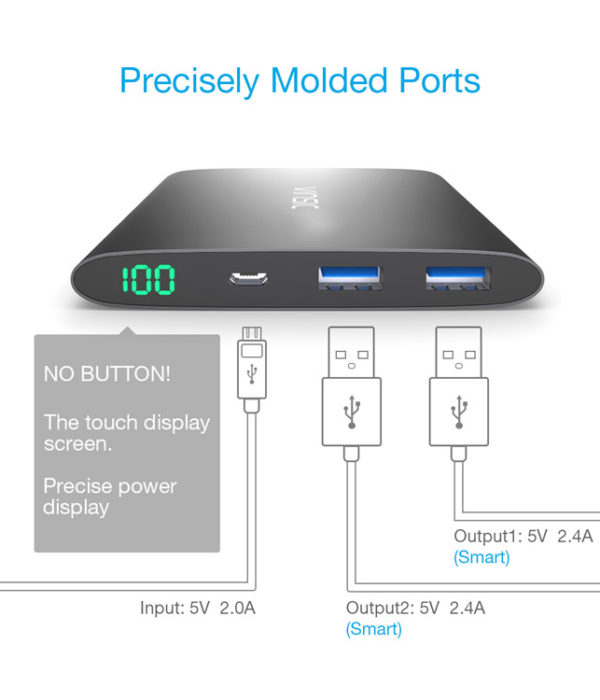 Precisely Molded Ports
VINSIC
100
NO BUTTON!
The touch display
screen.
Precise power
display
Output1: 5V 2.4A
(Smart)
Input: 5V 2.0A
Output2: 5V 2.4A
(Smart)